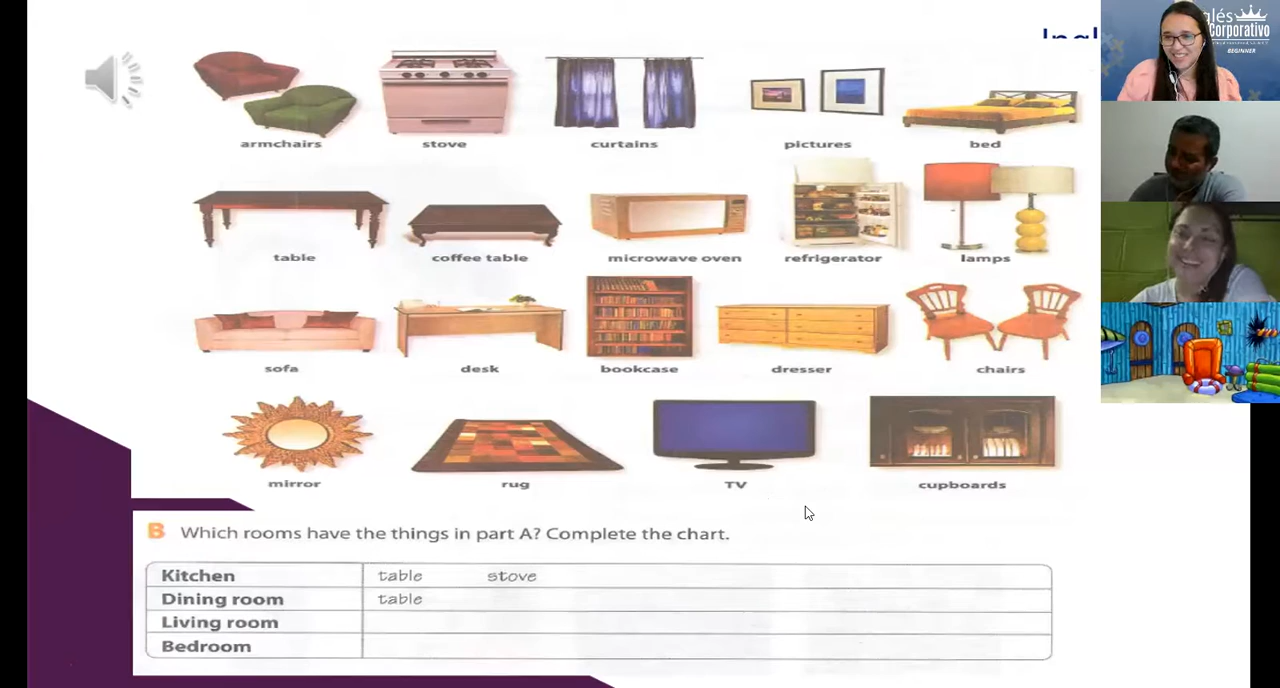 Corporativo
BEGINNER
armchairs stove curtains pictures bed
table coffee table microwave oven refrigerator lamps
sofa desk bookcase dresser chairs
mirror rug TV cupboards
B Which rooms have the things in part A? Complete the chart.
Kitchen table stove
Dining room table
Living room
Bedroom